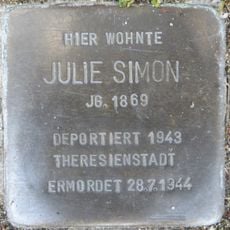 HIER WOHNTE
JULIE SIMON
JG. 1869
DEPORTIERT 1943
THERESIENSTADT
ERMORDET 28.7.1944